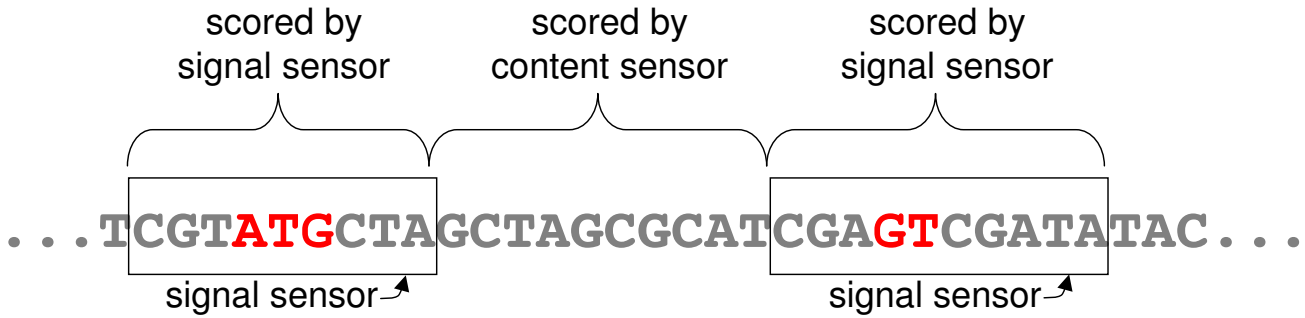 scored by
signal sensor
scored by
content sensor
scored by
signal sensor
...TCGTATGCTAGCTAGCGCATCGAGTCGATATAC...
signal sensor
signal sensor